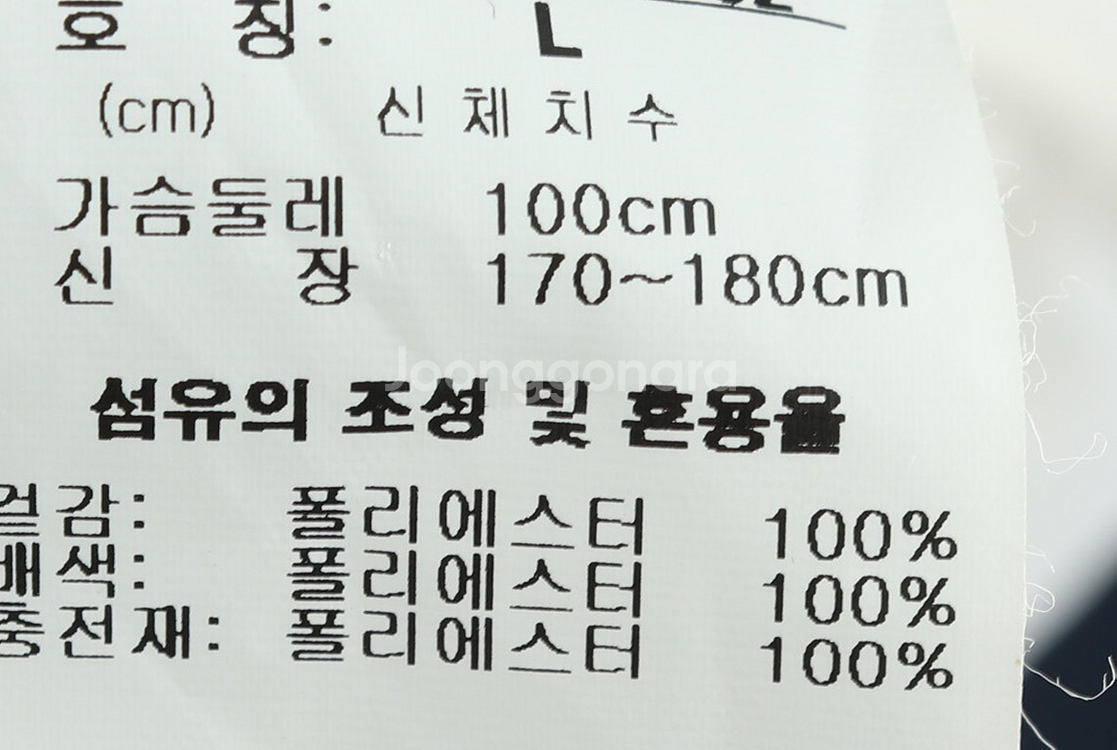 호 칭: L
(cm) 신체치수
가슴둘레 100cm
신 장 170~180cm
Joonggonara
섬유의 조성 및 혼용율
겉감: 폴리에스터 100%
배색: 폴리에스터 100%
충전재: 폴리에스터 100%